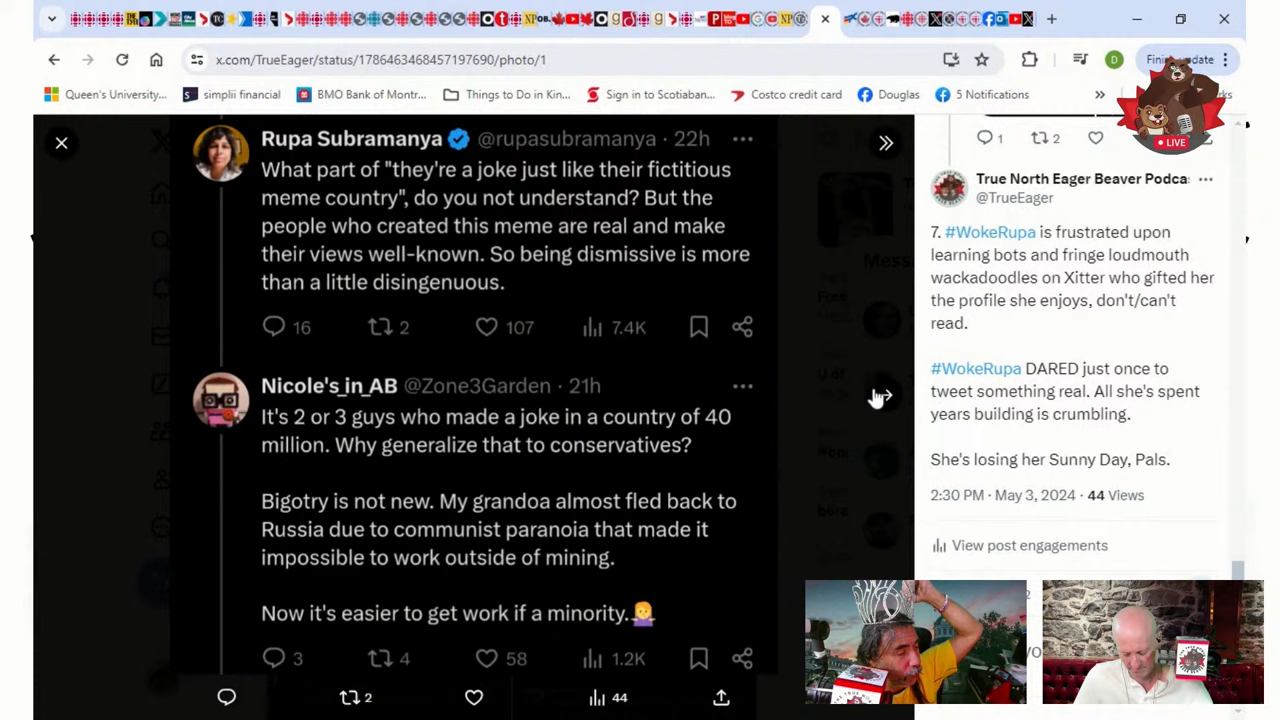 x.com/TrueEager/status/1786463468457197690/photo/1
Queen's University...
simplii financial
BMO Bank of Montr...
Things to Do in Kin...
Sign in to Scotiaban...
Costco credit card
Douglas
5 Notifications
LIVE
Rupa Subramanya @rupasubramanya · 22h
What part of "they're a joke just like their fictitious
meme country", do you not understand? But the
people who created this meme are real and make
their views well-known. So being dismissive is more
than a little disingenuous.
16 2 107 7.4K
Nicole's_in_AB @Zone3Garden · 21h
It's 2 or 3 guys who made a joke in a country of 40
million. Why generalize that to conservatives?
Bigotry is not new. My grandoa almost fled back to
Russia due to communist paranoia that made it
impossible to work outside of mining.
Now it's easier to get work if a minority.
3 4 58 1.2K
2 44
1 2
True North Eager Beaver Podca
@TrueEager
7. #WokeRupa is frustrated upon
learning bots and fringe loudmouth
wackadoodles on Xitter who gifted her
the profile she enjoys, don't/can't
read.
#WokeRupa DARED just once to
tweet something real. All she's spent
years building is crumbling.
She's losing her Sunny Day, Pals.
2:30 PM · May 3, 2024 · 44 Views
View post engagements